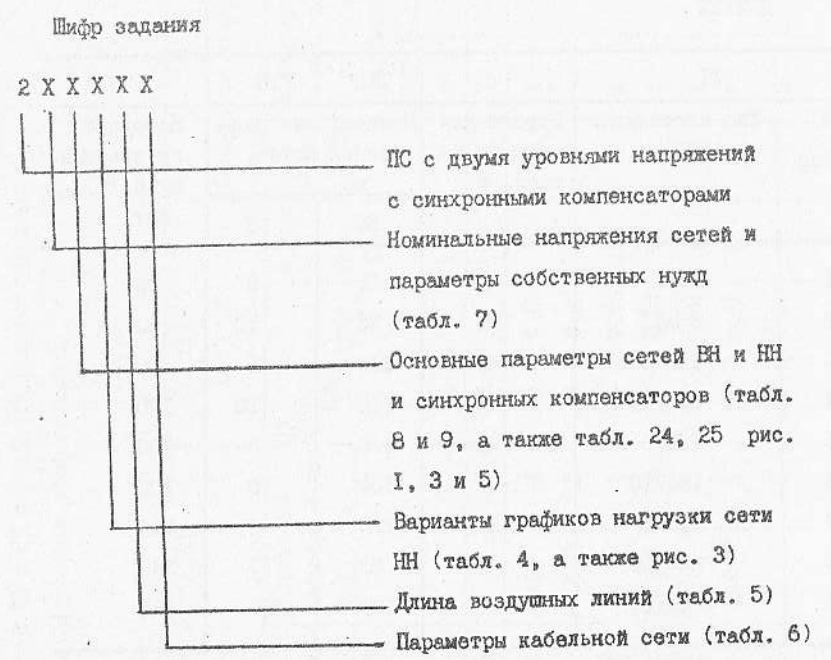 Шифр задания
2 X X X X X
ПС с двумя уровнями напряжений
с синхронными компенсаторами
Номинальные напряжения сетей и
параметры собственных нужд
(табл. 7)
Основные параметры сетей ВН и НН
и синхронных компенсаторов (табл.
8 и 9, а также табл. 24, 25 рис.
I, 3 и 5)
Варианты графиков нагрузки сети
НН (табл. 4, а также рис. 3)
Длина воздушных линий (табл. 5)
Параметры кабельной сети (табл. 6)